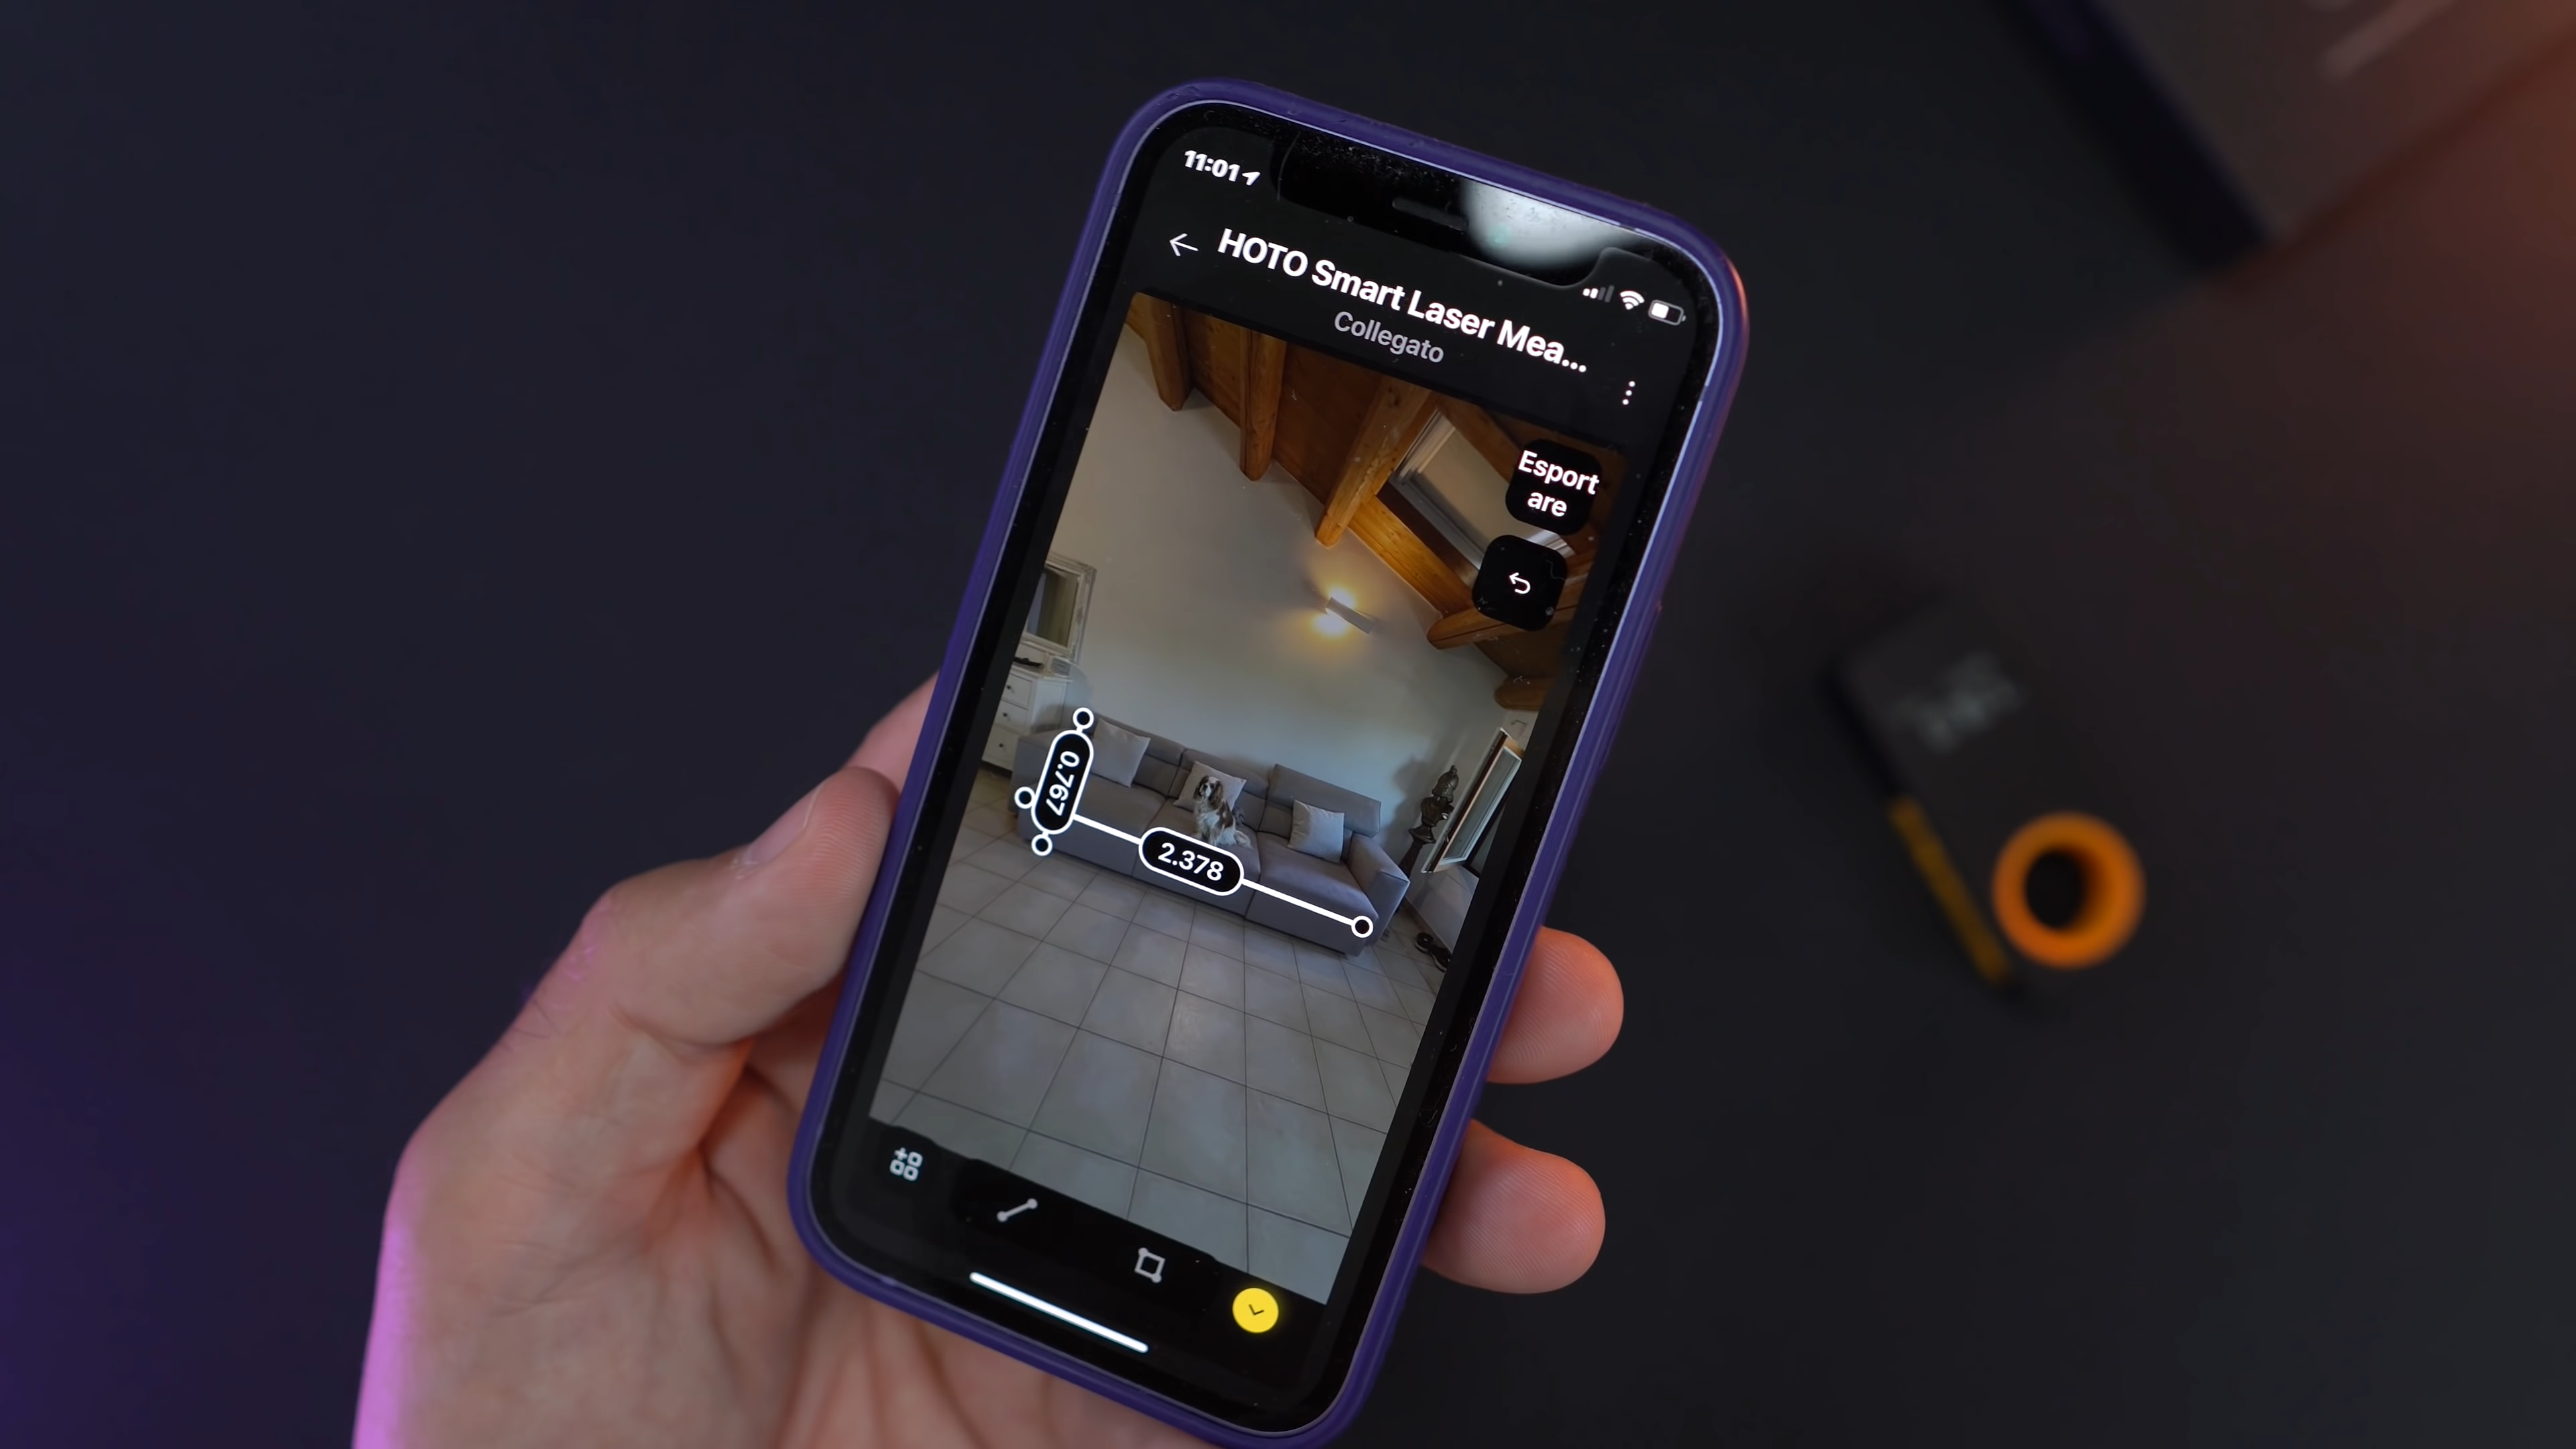 11:01
HOTO Smart Laser Mea...
Collegato
Esport
are
0.767
2.378